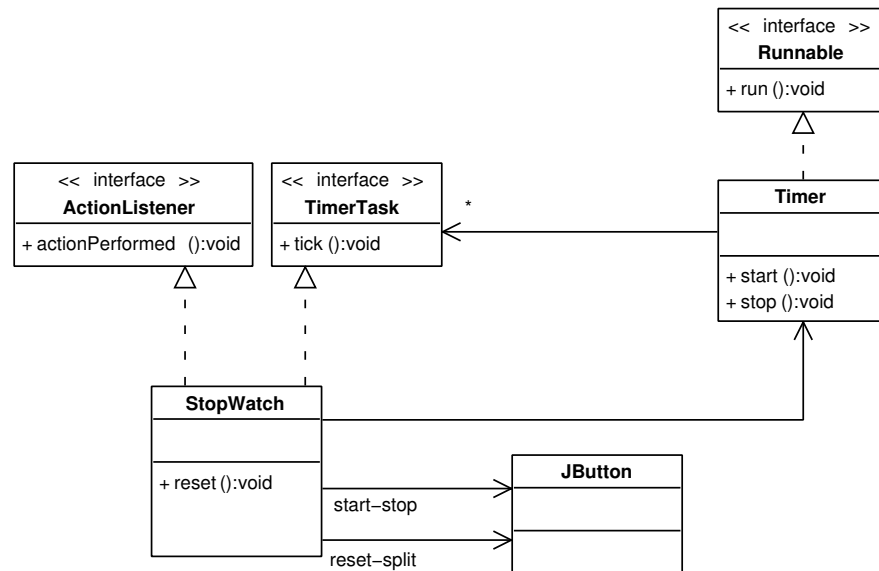 << interface >>
Runnable
+ run ():void
<< interface >>
ActionListener
+ actionPerformed ():void
<< interface >>
TimerTask
+ tick ():void
*
Timer
+ start ():void
+ stop ():void
StopWatch
+ reset ():void
start−stop
reset−split
JButton